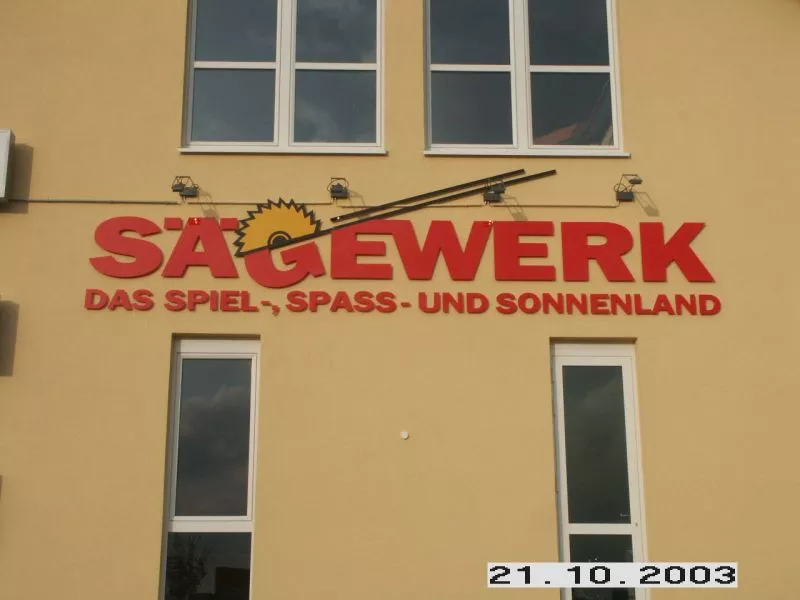 SÄGEWERK
DAS SPIEL-, SPASS- UND SONNENLAND
21.10.2003